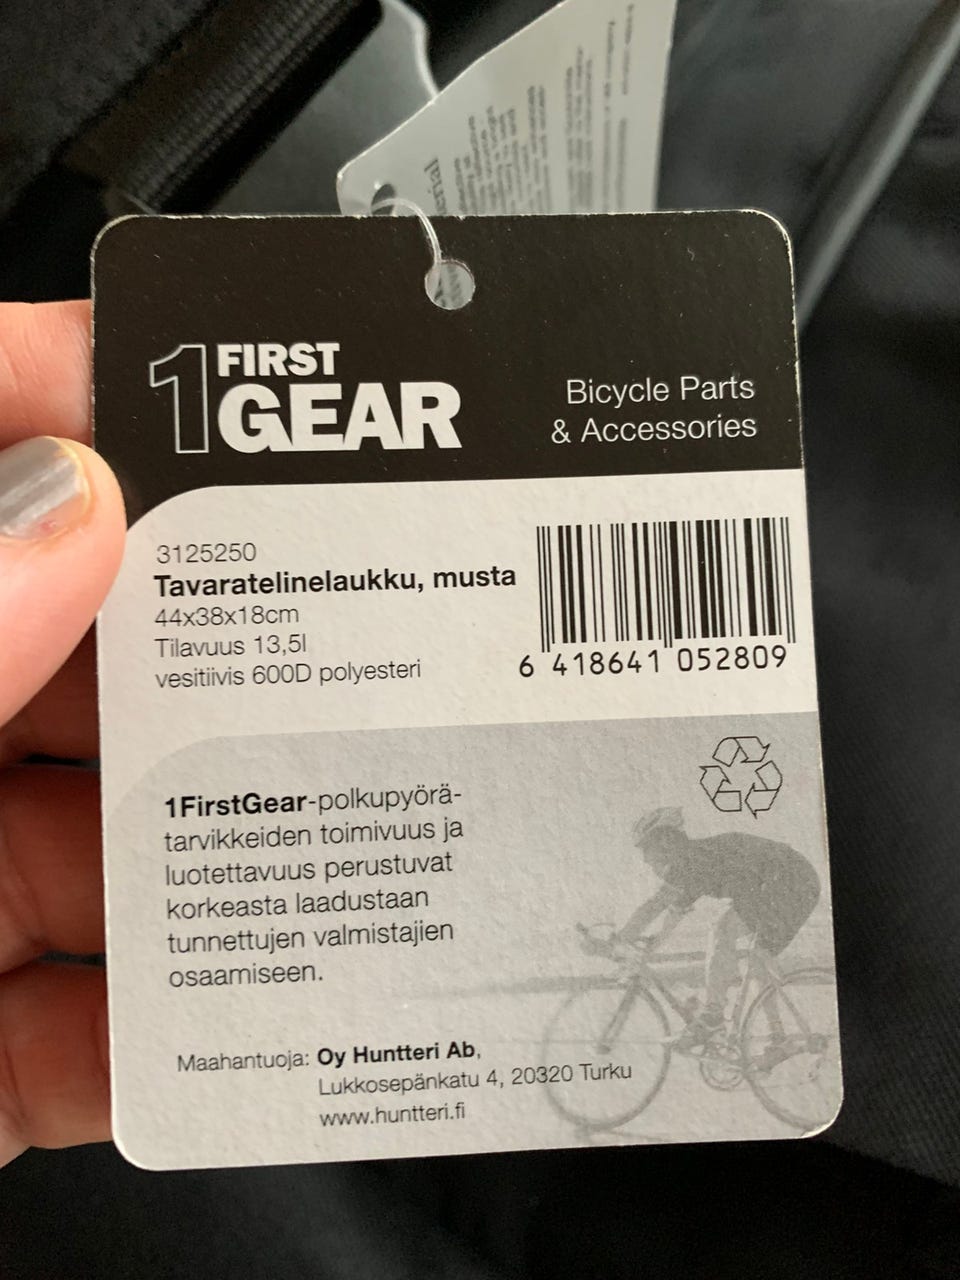 erial
1 FIRST
GEAR
Bicycle Parts
& Accessories
3125250
Tavaratelinelaukku, musta
44x38x18cm
Tilavuus 13,5l
vesitiivis 600D polyesteri
6 418641 052809
1FirstGear-polkupyörä-
tarvikkeiden toimivuus ja
luotettavuus perustuvat
korkeasta laadustaan
tunnettujen valmistajien
osaamiseen.
Maahantuoja: Oy Huntteri Ab,
Lukkosepänkatu 4, 20320 Turku
www.huntteri.fi